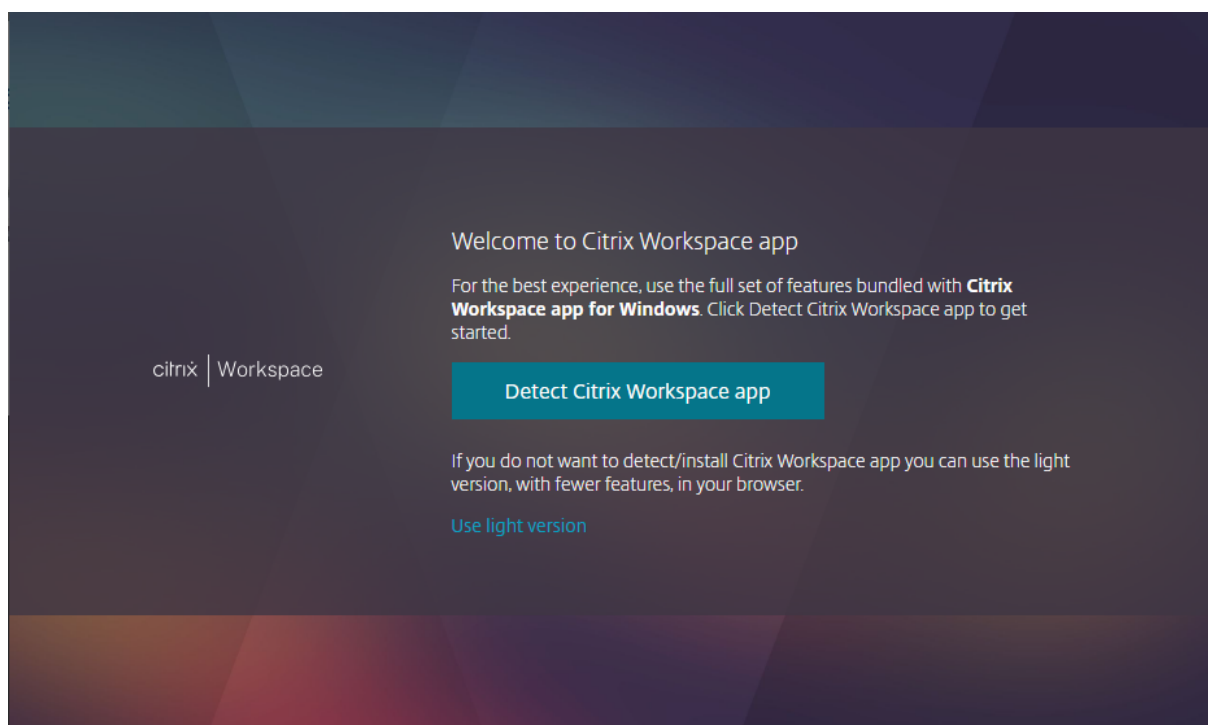 Welcome to Citrix Workspace app
For the best experience, use the full set of features bundled with Citrix
Workspace app for Windows. Click Detect Citrix Workspace app to get
started.
citrix | Workspace
Detect Citrix Workspace app
If you do not want to detect/install Citrix Workspace app you can use the light
version, with fewer features, in your browser.
Use light version